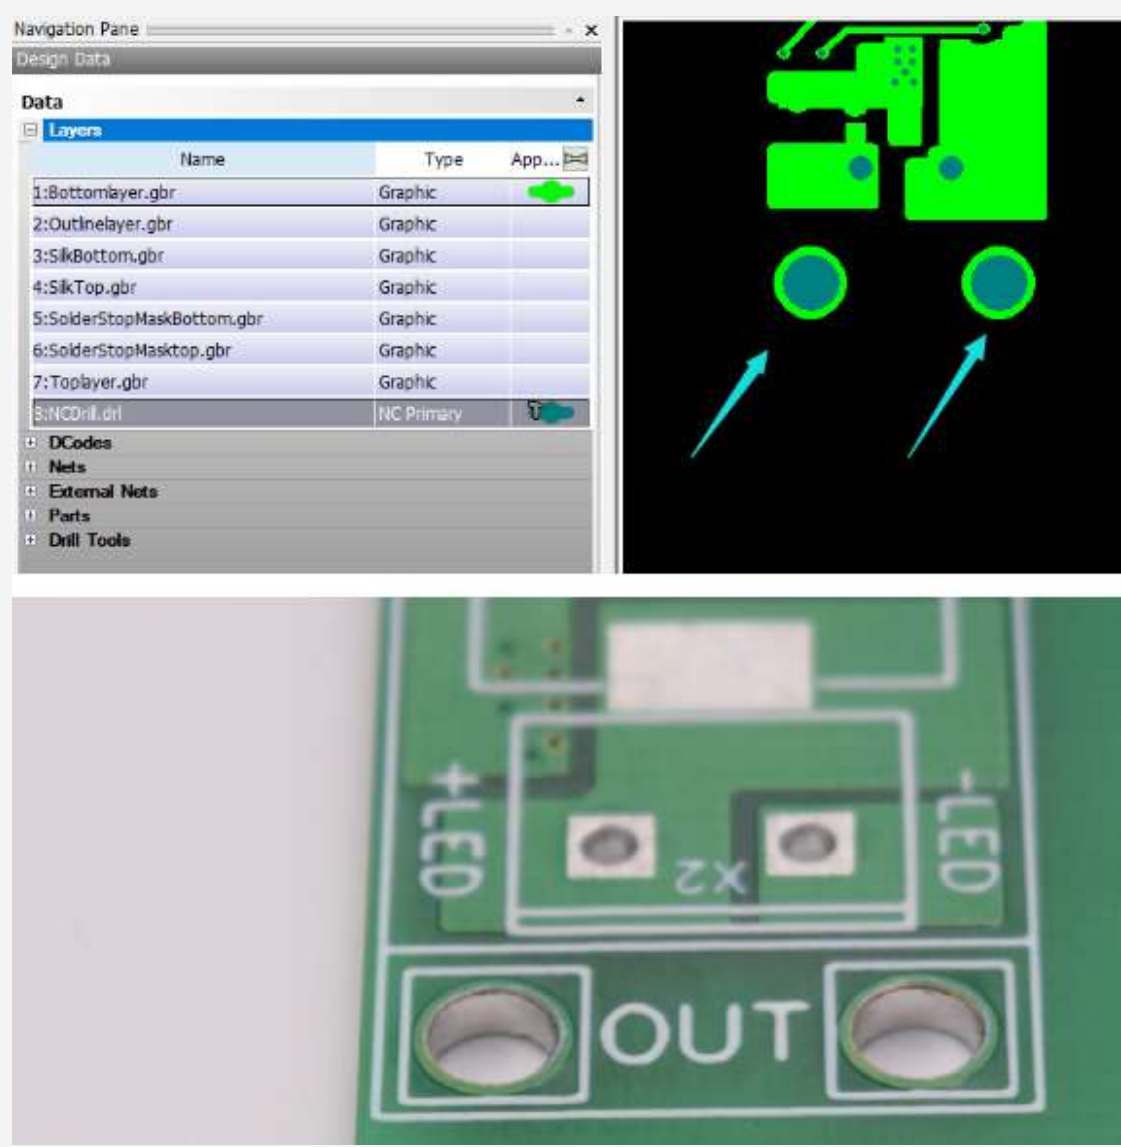 Navigation Pane
Design Data
Data
Layers
Name Type App...
1:Bottomlayer.gbr Graphic
2:Outlinelayer.gbr Graphic
3:SilkBottom.gbr Graphic
4:SilkTop.gbr Graphic
5:SolderStopMaskBottom.gbr Graphic
6:SolderStopMasktop.gbr Graphic
7:Toplayer.gbr Graphic
8:NCDrill.drl NC Primary
DCodes
Nets
External Nets
Parts
Drill Tools
+LED
-LED
X2
OUT